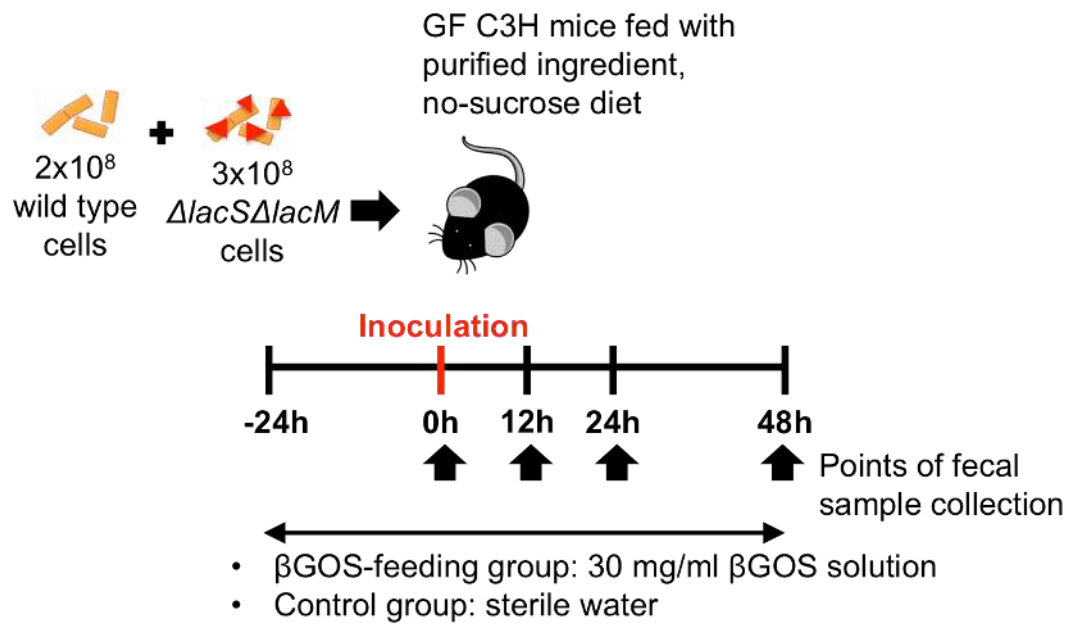 GF C3H mice fed with
purified ingredient,
no-sucrose diet
2x10⁸
wild type
cells
+
3x10⁸
ΔlacSΔlacM
cells
Inoculation
-24h
0h
12h
24h
48h
Points of fecal
sample collection
• βGOS-feeding group: 30 mg/ml βGOS solution
• Control group: sterile water